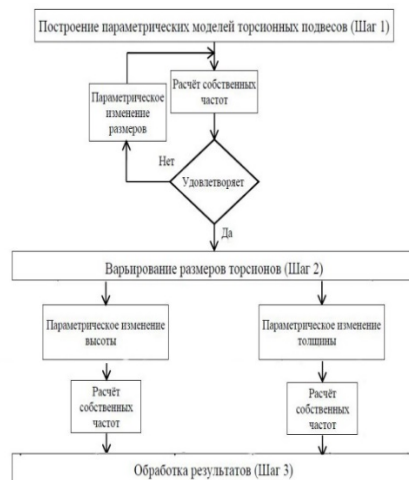 Построение параметрических моделей торсионных подвесов (Шаг 1)
Параметрическое
изменение
размеров
Расчёт собственных
частот
Нет
Удовлетворяет
Да
Варьирование размеров торсионов (Шаг 2)
Параметрическое изменение
высоты
Параметрическое изменение
толщины
Расчёт
собственных
частот
Расчёт
собственных
частот
Обработка результатов (Шаг 3)